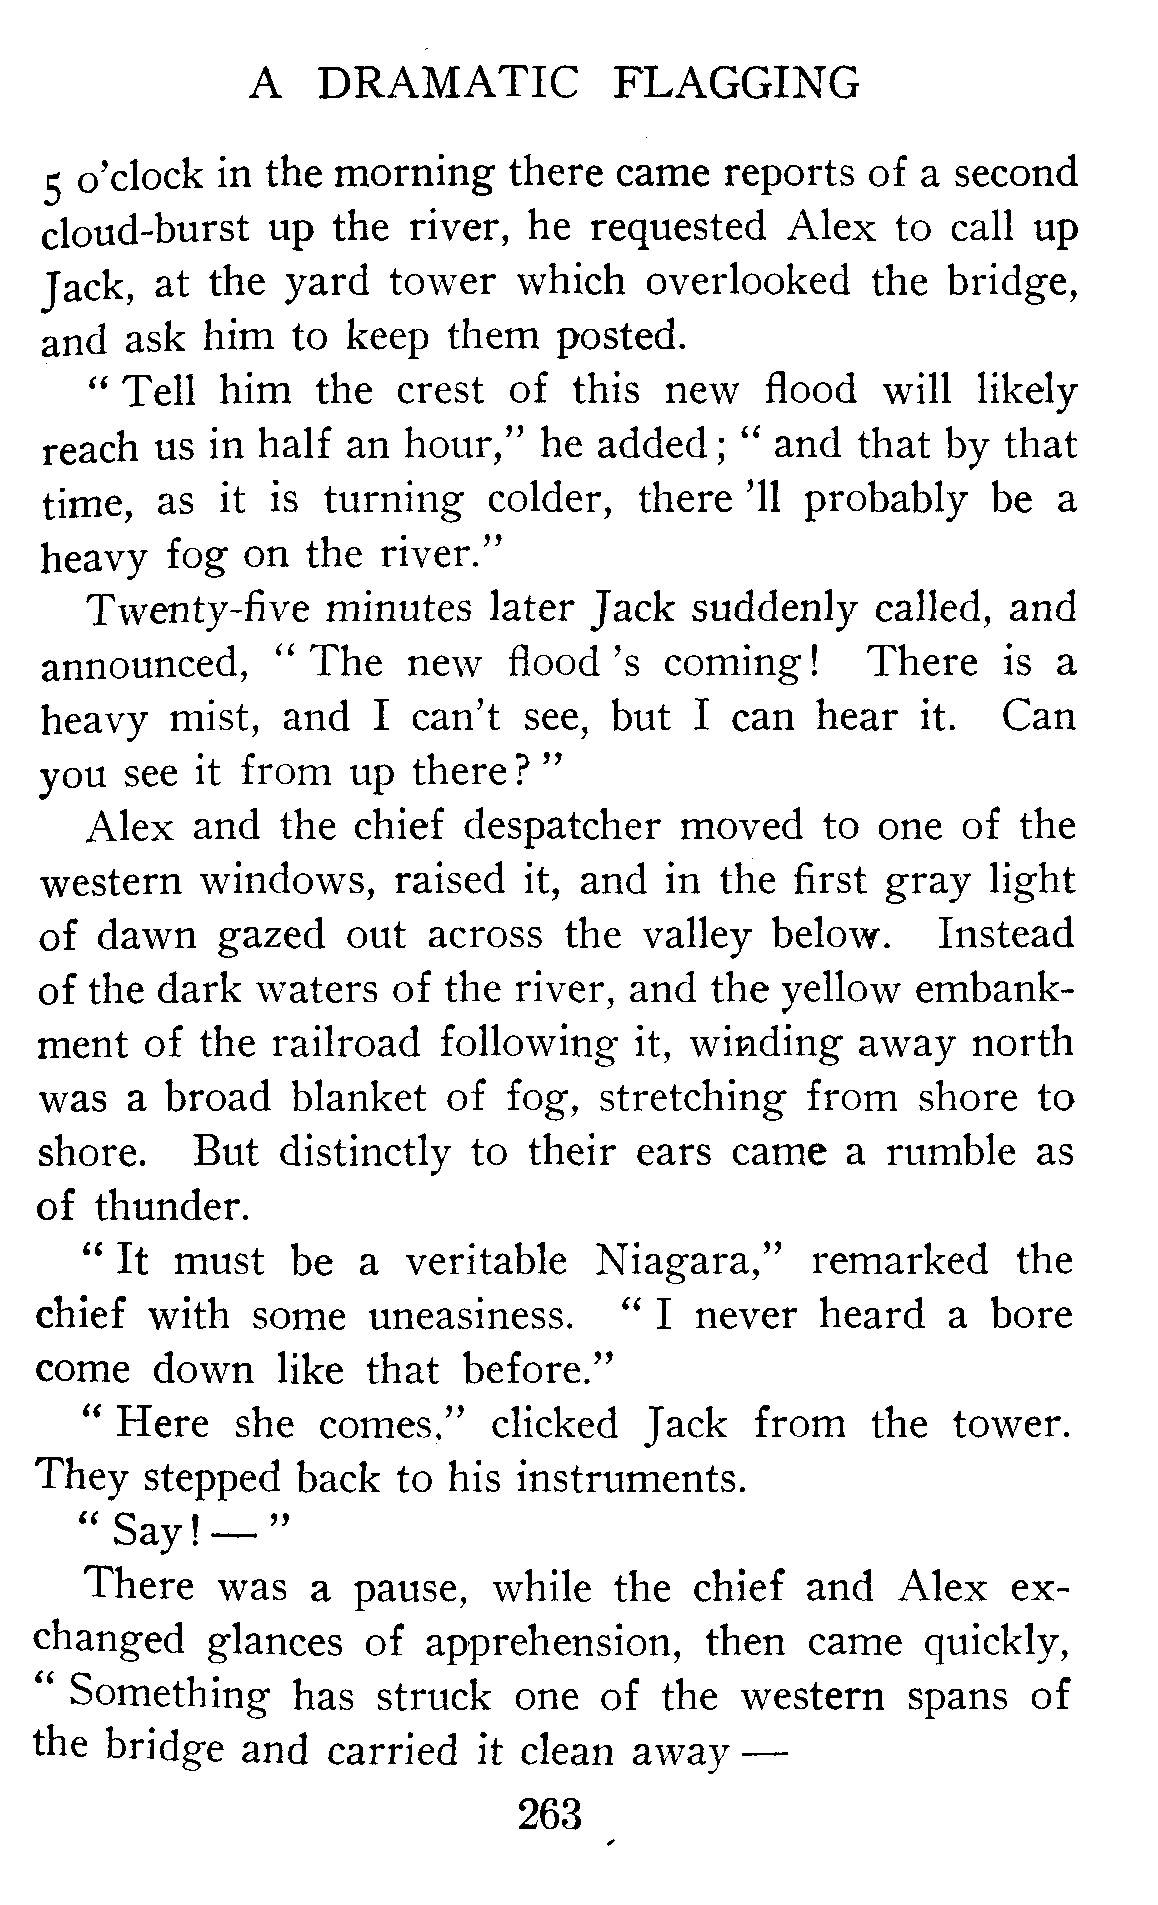 A DRAMATIC FLAGGING
5 o'clock in the morning there came reports of a second
cloud-burst up the river, he requested Alex to call up
Jack, at the yard tower which overlooked the bridge,
and ask him to keep them posted.
" Tell him the crest of this new flood will likely
reach us in half an hour," he added ; " and that by that
time, as it is turning colder, there 'll probably be a
heavy fog on the river."
Twenty-five minutes later Jack suddenly called, and
announced, " The new flood 's coming! There is a
heavy mist, and I can't see, but I can hear it. Can
you see it from up there? "
Alex and the chief despatcher moved to one of the
western windows, raised it, and in the first gray light
of dawn gazed out across the valley below. Instead
of the dark waters of the river, and the yellow embank-
ment of the railroad following it, winding away north
was a broad blanket of fog, stretching from shore to
shore. But distinctly to their ears came a rumble as
of thunder.
" It must be a veritable Niagara," remarked the
chief with some uneasiness. " I never heard a bore
come down like that before."
" Here she comes," clicked Jack from the tower.
They stepped back to his instruments.
" Say! — "
There was a pause, while the chief and Alex ex-
changed glances of apprehension, then came quickly,
" Something has struck one of the western spans of
the bridge and carried it clean away —
263